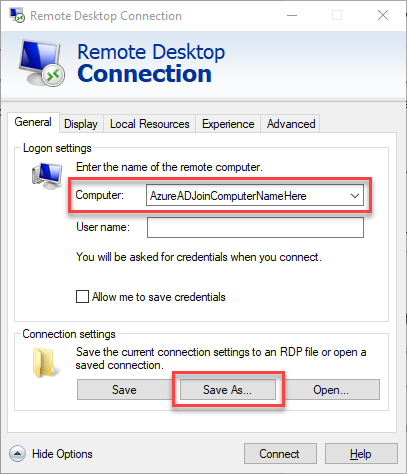 Remote Desktop Connection
Remote Desktop
Connection
General Display Local Resources Experience Advanced
Logon settings
Enter the name of the remote computer.
Computer: AzureADJoinComputerNameHere
User name:
You will be asked for credentials when you connect.
Allow me to save credentials
Connection settings
Save the current connection settings to an RDP file or open a
saved connection.
Save Save As... Open...
Hide Options Connect Help